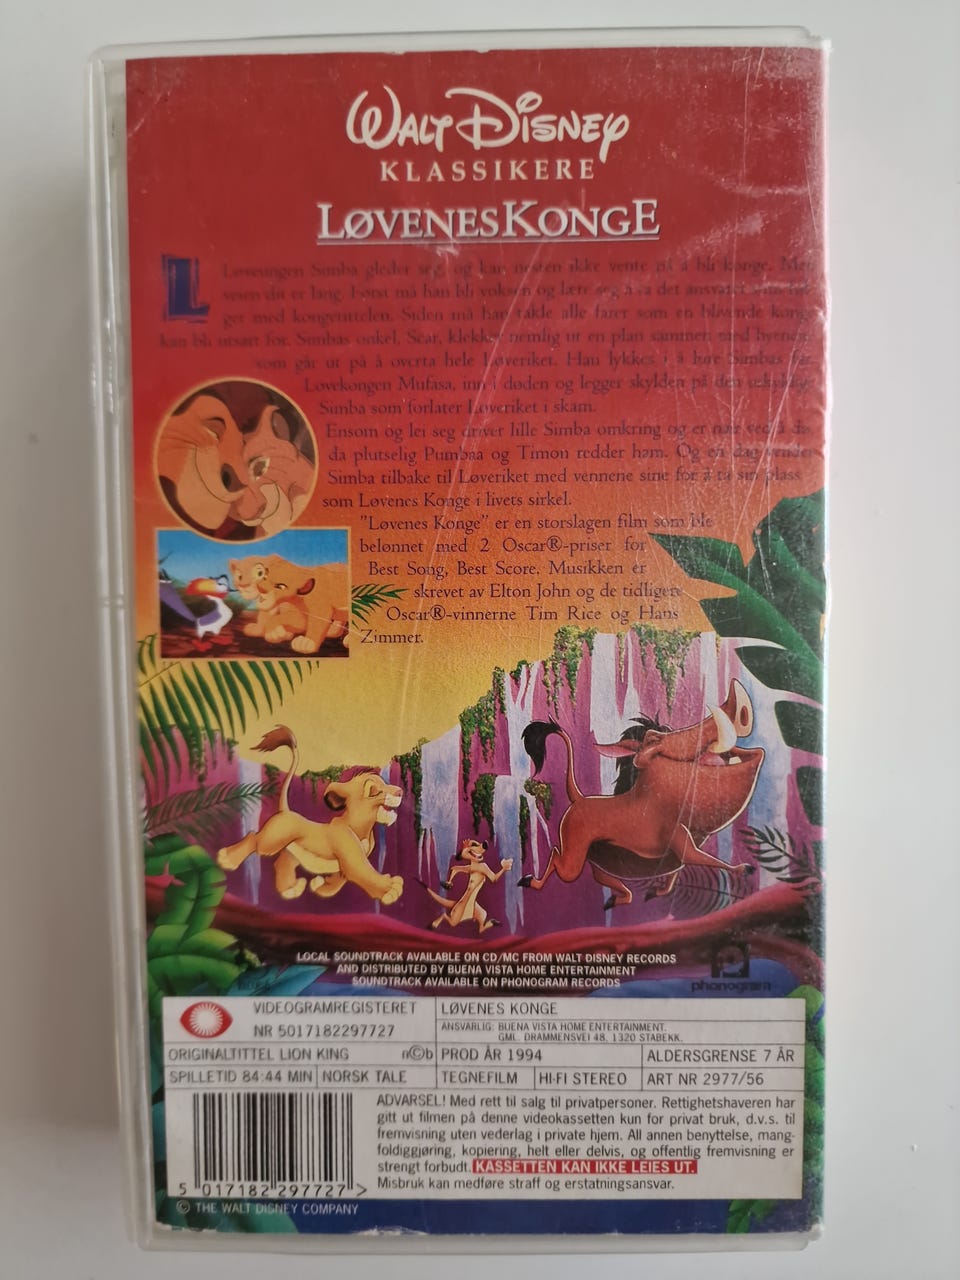 WALT DISNEY
KLASSIKERE
LØVENES KONGE
L Løveungen Simba gleder seg, og kan nesten ikke vente på å bli konge. Men
veien dit er lang. Først må han bli voksen og lære seg å ta det ansvaret som
ger med kongetittelen. Siden må han takle alle farer som en blivende konge
kan bli utsatt for. Simbas onkel, Scar, klekker nemlig ut en plan sammen med hyenene
som går ut på å overta hele Løveriket. Han lykkes i å lure Simbas far,
Løvekongen Mufasa, inn i døden og legger skylden på den uskyldige
Simba som forlater Løveriket i skam.
Ensom og lei seg driver lille Simba omkring og er nær ved å dø,
da plutselig Pumbaa og Timon redder ham. Og en dag vender
Simba tilbake til Løveriket med vennene sine for å ta sin plass
som Løvenes Konge i livets sirkel.
"Løvenes Konge" er en storslagen film som ble
belønnet med 2 Oscar®-priser for
Best Song, Best Score. Musikken er
skrevet av Elton John og de tidligere
Oscar®-vinnerne Tim Rice og Hans
Zimmer.
LOCAL SOUNDTRACK AVAILABLE ON CD/MC FROM WALT DISNEY RECORDS
AND DISTRIBUTED BY BUENA VISTA HOME ENTERTAINMENT
SOUNDTRACK AVAILABLE ON PHONOGRAM RECORDS
phonogram
VIDEOGRAMREGISTERET
NR 5017182297727
LØVENES KONGE
ANSVARLIG: BUENA VISTA HOME ENTERTAINMENT.
GML. DRAMMENSVEI 48, 1320 STABEKK.
ORIGINALTITTEL LION KING n©b PROD ÅR 1994 ALDERSGRENSE 7 ÅR
SPILLETID 84:44 MIN NORSK TALE TEGNEFILM HI-FI STEREO ART NR 2977/56
ADVARSEL! Med rett til salg til privatpersoner. Rettighetshaveren har
gitt ut filmen på denne videokassetten kun for privat bruk, d.v.s. til
fremvisning uten vederlag i private hjem. All annen benyttelse, mang-
foldiggjøring, kopiering, helt eller delvis, og offentlig fremvisning er
strengt forbudt. KASSETTEN KAN IKKE LEIES UT.
Misbruk kan medføre straff og erstatningsansvar.
5 017182 297727 >
© THE WALT DISNEY COMPANY